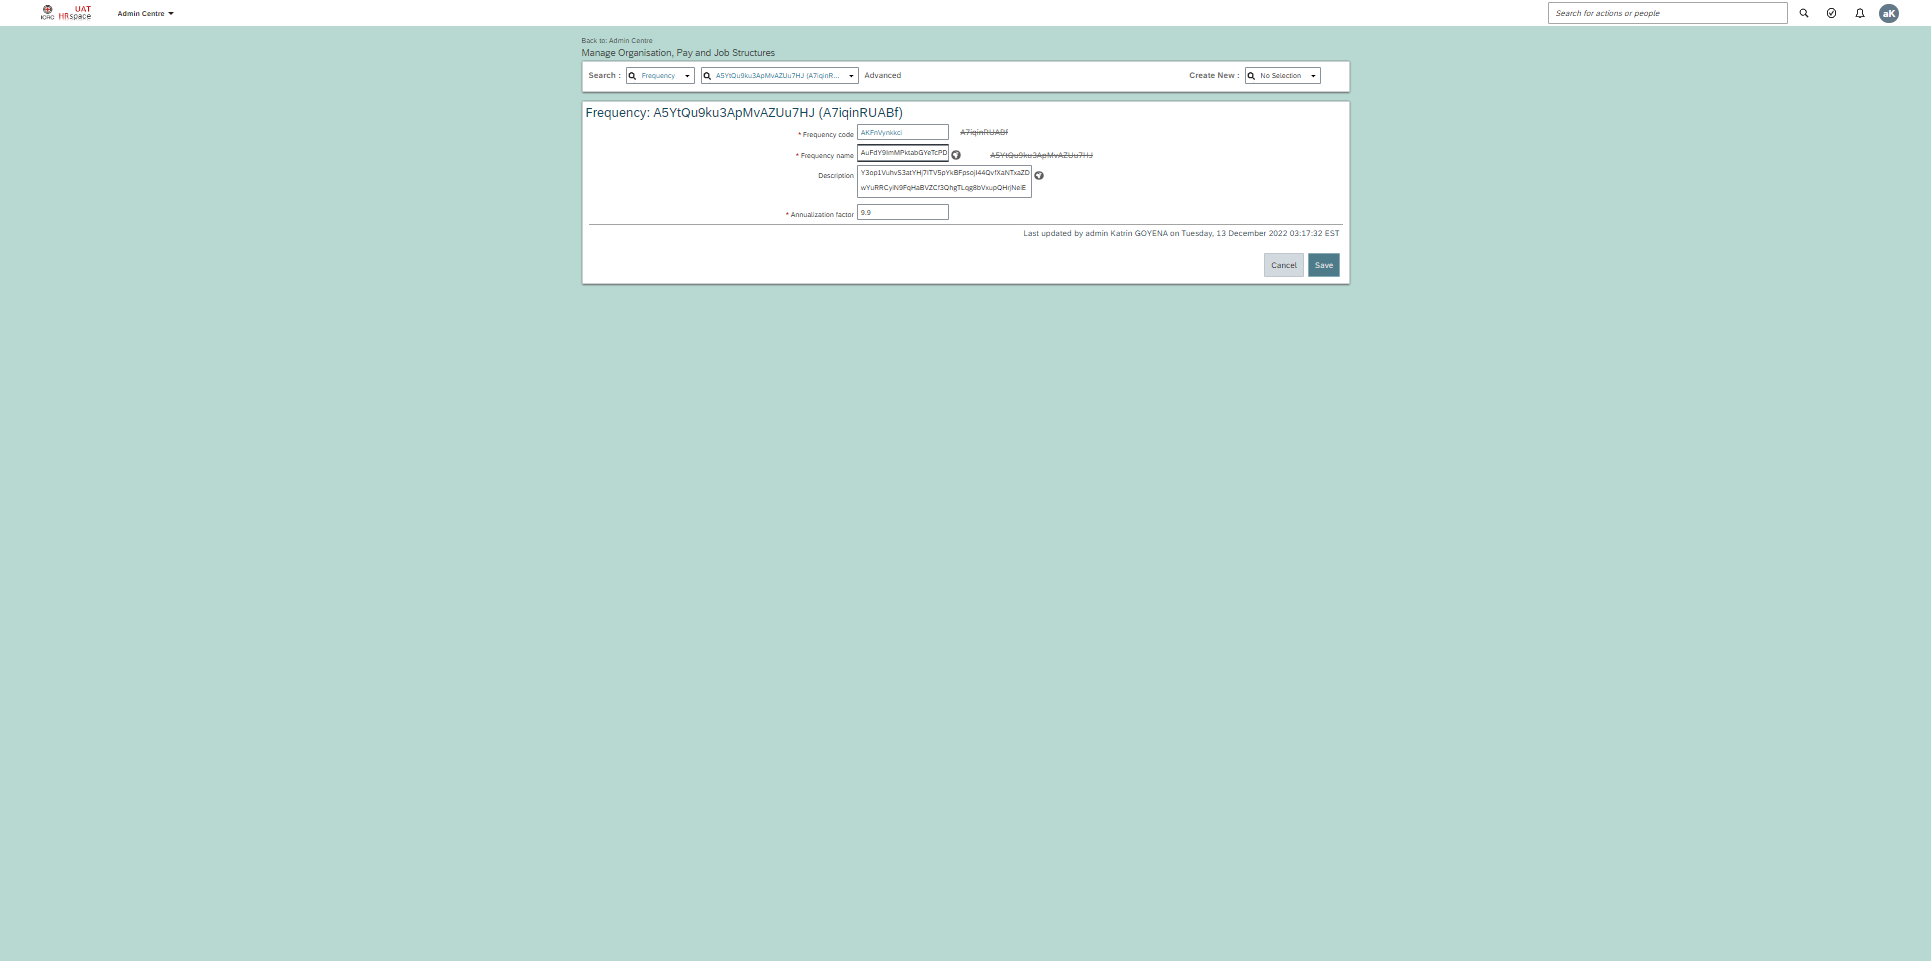 ICRC UAT HRspace Admin Centre Search for actions or people aK
Back to: Admin Centre
Manage Organisation, Pay and Job Structures
Search : Frequency A5YtQu9ku3ApMvAZUu7HJ (A7iqinR... Advanced Create New : No Selection
Frequency: A5YtQu9ku3ApMvAZUu7HJ (A7iqinRUABf)
* Frequency code AKFnVynkkci A7iqinRUABf
* Frequency name AuFdY9ImMPktabGYeTcPD A5YtQu9ku3ApMvAZUu7HJ
Description Y3op1VuhvS3atYHj7ITV5pYkBFpsojI44QvfXaNTxaZD
wYuRRCyiN9FqHaBVZCf3QhgTLqg8bVxupQHrjNeiE
* Annualization factor 9.9
Last updated by admin Katrin GOYENA on Tuesday, 13 December 2022 03:17:32 EST
Cancel Save